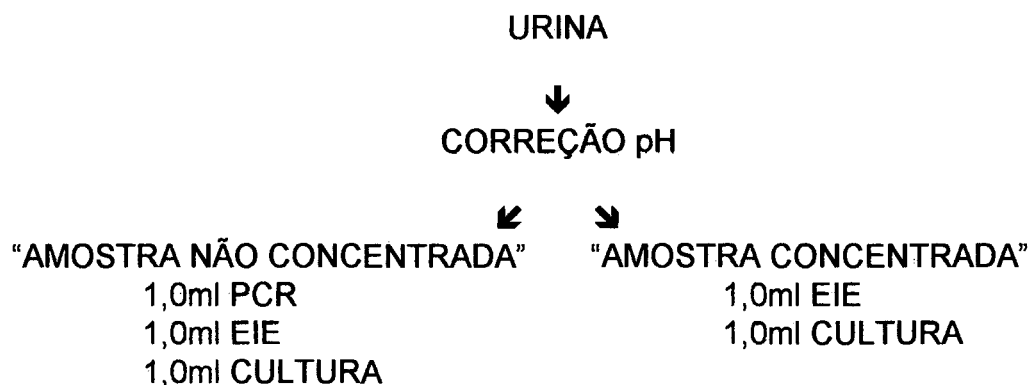 URINA
CORREÇÃO pH
“AMOSTRA NÃO CONCENTRADA” “AMOSTRA CONCENTRADA”
1,0ml PCR 1,0ml EIE
1,0ml EIE 1,0ml CULTURA
1,0ml CULTURA